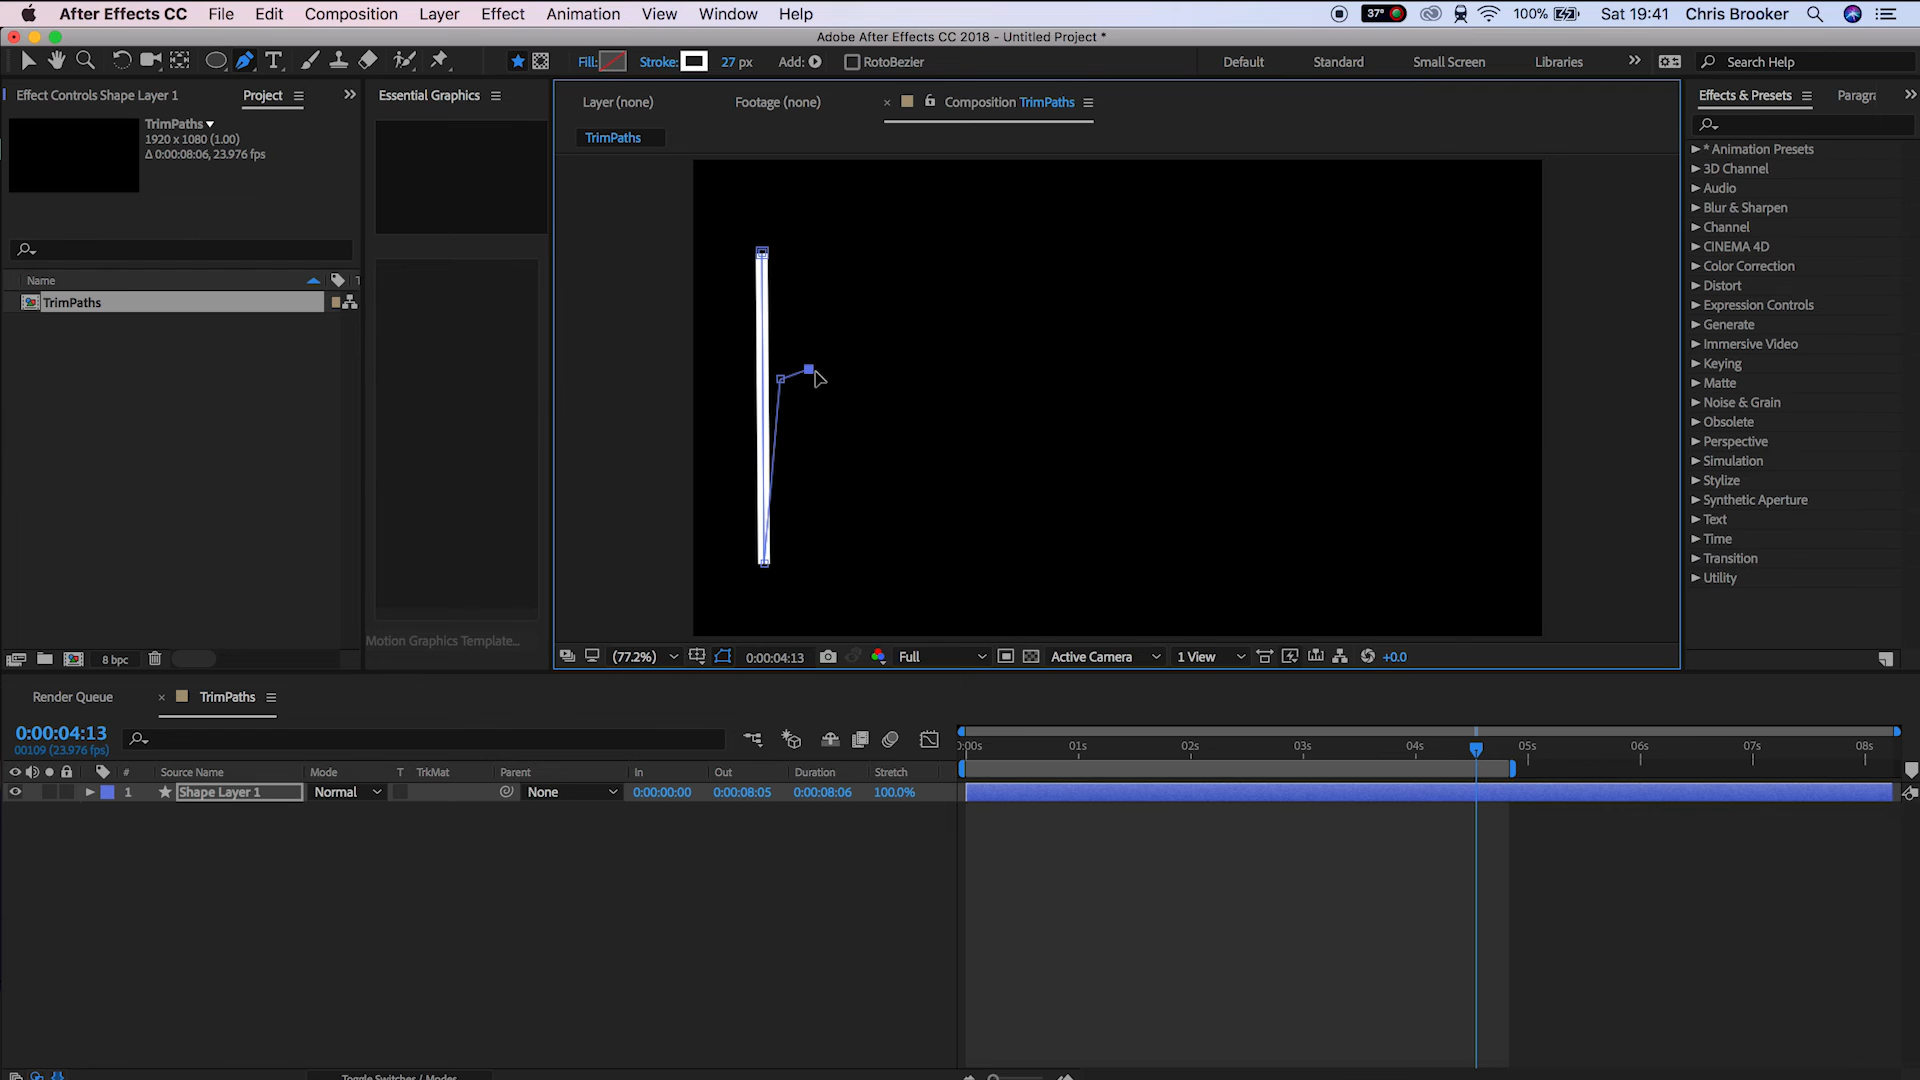 After Effects CC File Edit Composition Layer Effect Animation View Window Help 37° 100% Sat 19:41 Chris Brooker
Adobe After Effects CC 2018 - Untitled Project *
Fill: Stroke: 27 px Add: RotoBezier Default Standard Small Screen Libraries Search Help
Effect Controls Shape Layer 1 Project Essential Graphics Layer (none) Footage (none) × Composition TrimPaths Effects & Presets Paragra
TrimPaths
1920 x 1080 (1.00)
Δ 0:00:08:06, 23.976 fps
TrimPaths
* Animation Presets
3D Channel
Audio
Blur & Sharpen
Channel
CINEMA 4D
Color Correction
Distort
Expression Controls
Generate
Immersive Video
Keying
Matte
Noise & Grain
Obsolete
Perspective
Simulation
Stylize
Synthetic Aperture
Text
Time
Transition
Utility
Name T
TrimPaths
Motion Graphics Template...
8 bpc (77.2%) 0:00:04:13 Full Active Camera 1 View +0.0
Render Queue × TrimPaths
0:00:04:13
00109 (23.976 fps)
0:00s 01s 02s 03s 04s 05s 06s 07s 08s
# Source Name Mode T TrkMat Parent In Out Duration Stretch
1 Shape Layer 1 Normal None 0:00:00:00 0:00:08:05 0:00:08:06 100.0%
Toggle Switches / Modes